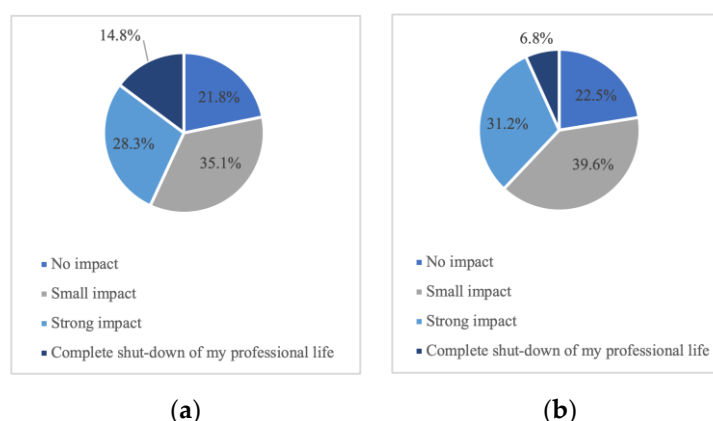 14.8%
21.8%
28.3%
35.1%
No impact
Small impact
Strong impact
Complete shut-down of my professional life
(a)
6.8%
22.5%
31.2%
39.6%
No impact
Small impact
Strong impact
Complete shut-down of my professional life
(b)